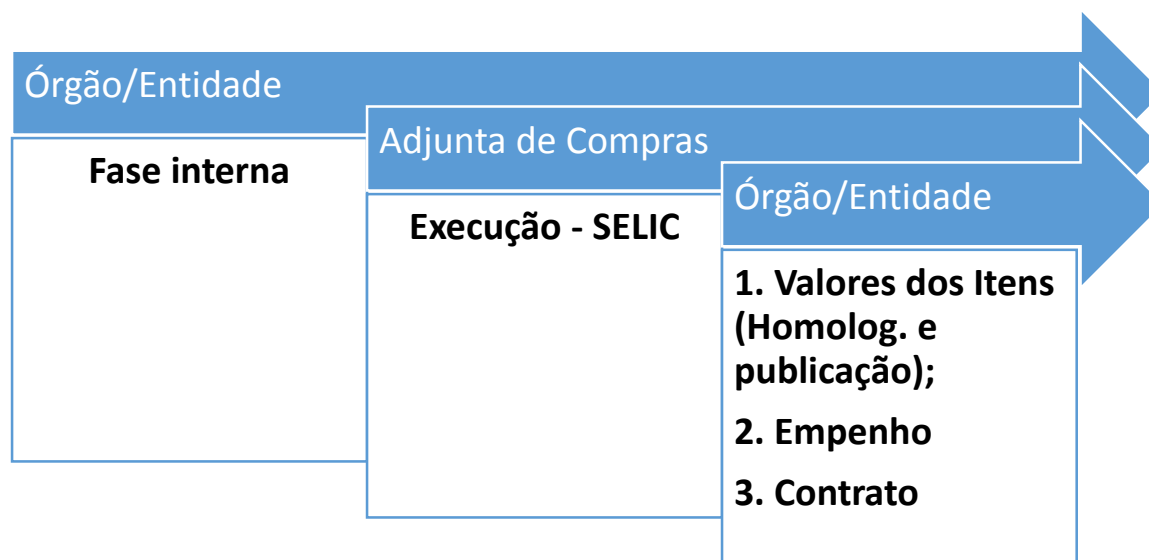 Órgão/Entidade
Fase interna
Adjunta de Compras
Execução - SELIC
Órgão/Entidade
1. Valores dos Itens
(Homolog. e
publicação);
2. Empenho
3. Contrato